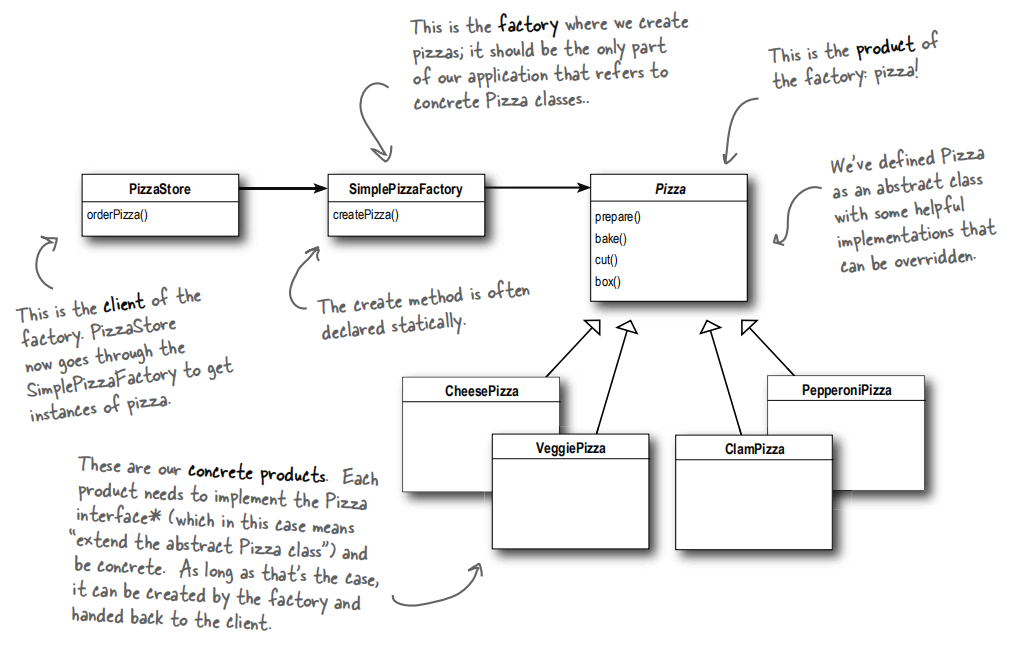 This is the factory where we create
pizzas; it should be the only part
of our application that refers to
concrete Pizza classes..
This is the product of
the factory: pizza!
We've defined Pizza
as an abstract class
with some helpful
implementations that
can be overridden.
PizzaStore
orderPizza()
SimplePizzaFactory
createPizza()
Pizza
prepare()
bake()
cut()
box()
This is the client of the
factory. PizzaStore
now goes through the
SimplePizzaFactory to get
instances of pizza.
The create method is often
declared statically.
CheesePizza
VeggiePizza
ClamPizza
PepperoniPizza
These are our concrete products. Each
product needs to implement the Pizza
interface* (which in this case means
“extend the abstract Pizza class”) and
be concrete. As long as that's the case,
it can be created by the factory and
handed back to the client.